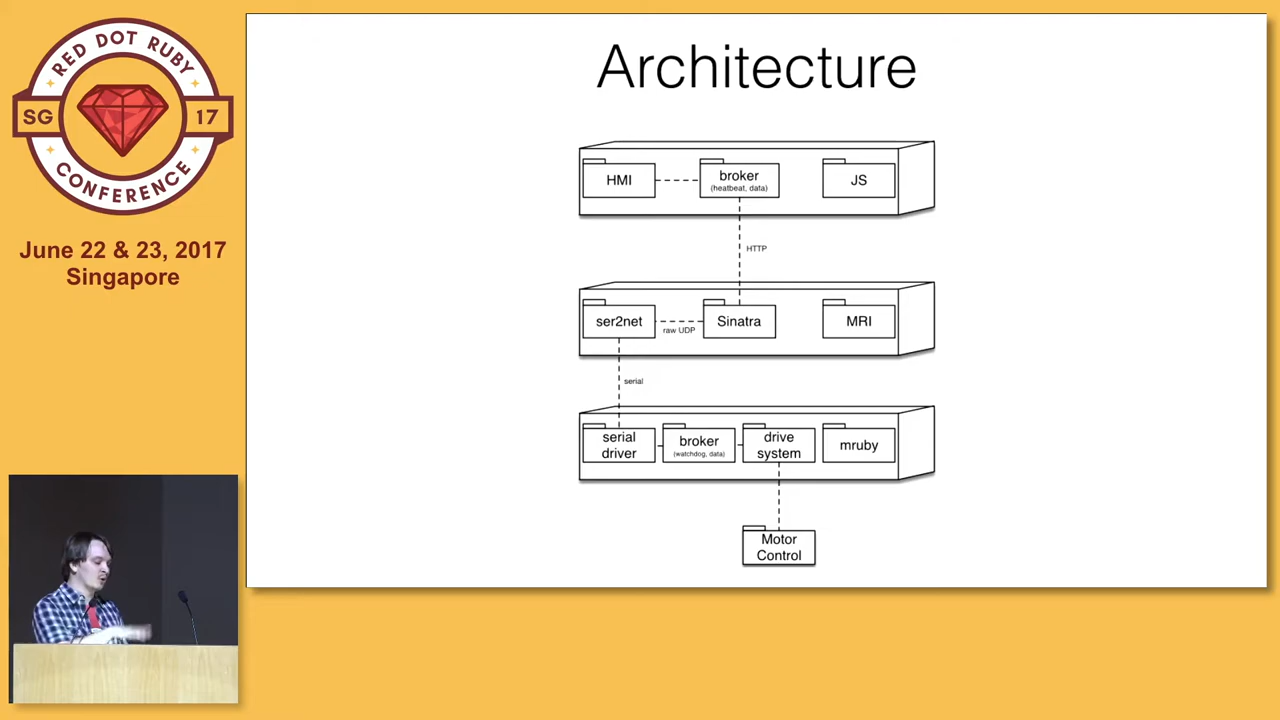 RED DOT RUBY
SG 17
CONFERENCE
June 22 & 23, 2017
Singapore
Architecture
HMI
broker
(heatbeat, data)
JS
HTTP
ser2net
raw UDP
Sinatra
MRI
serial
serial
driver
broker
(watchdog, data)
drive
system
mruby
Motor
Control